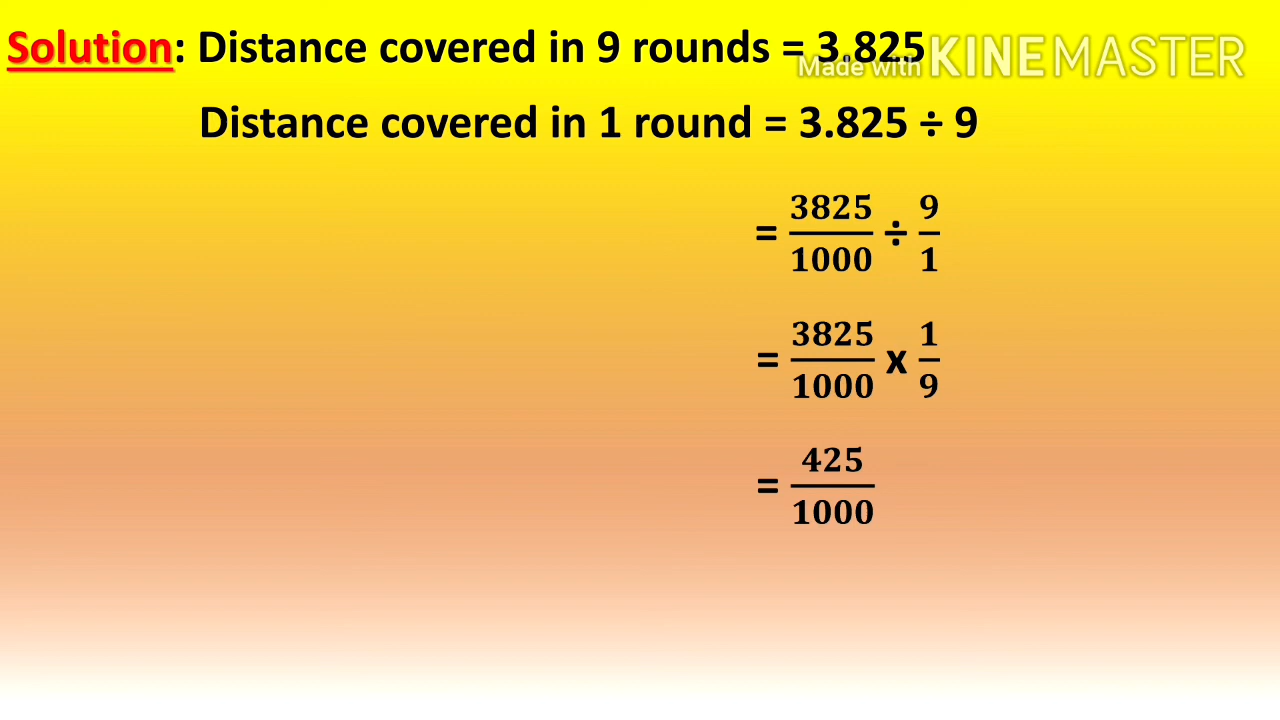 Solution: Distance covered in 9 rounds = 3.825
Made with KINEMASTER
Distance covered in 1 round = 3.825 ÷ 9
= 3825/1000 ÷ 9/1
= 3825/1000 x 1/9
= 425/1000